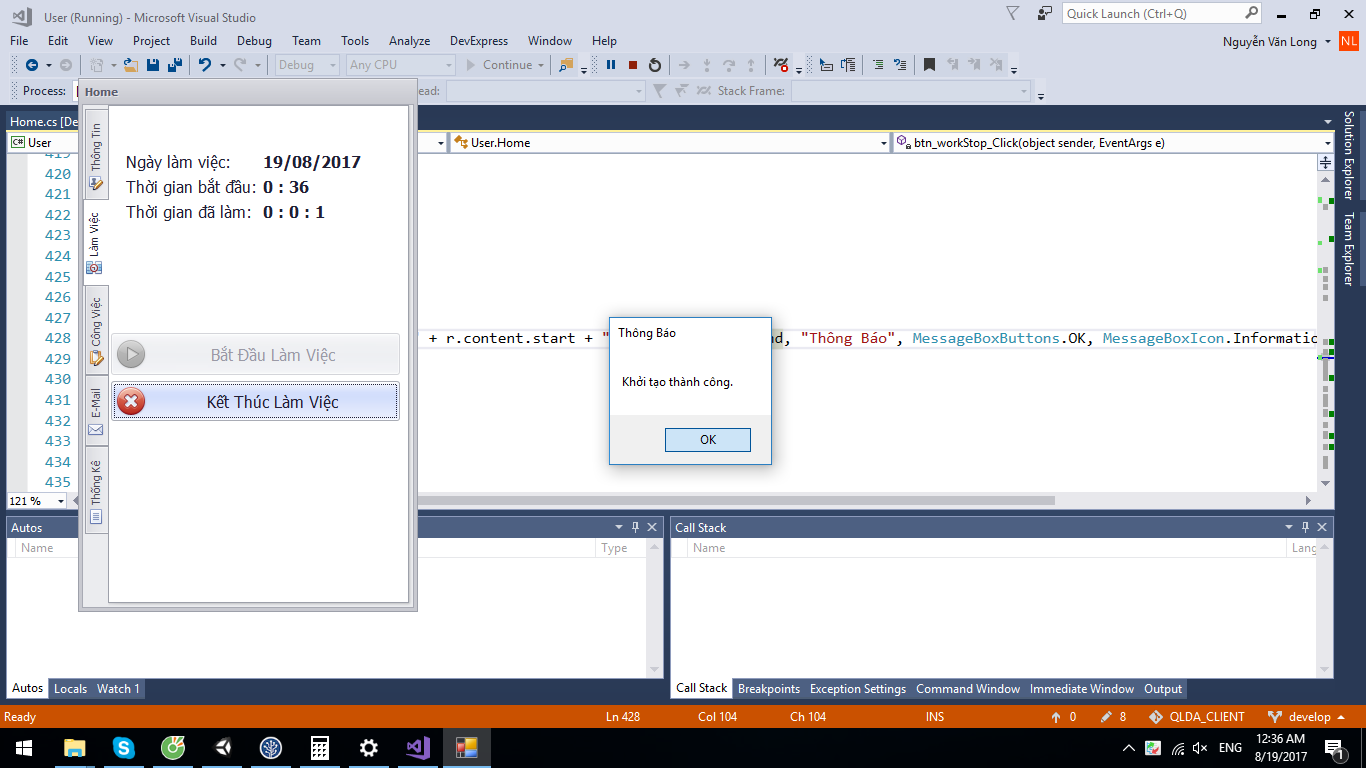 User (Running) - Microsoft Visual Studio
Quick Launch (Ctrl+Q)
File Edit View Project Build Debug Team Tools Analyze DevExpress Window Help
Nguyễn Văn Long NL
Debug Any CPU Continue
Process: ead: Stack Frame:
Home
Home.cs [De
User User.Home btn_workStop_Click(object sender, EventArgs e)
Thông Tin
Làm Việc
Công Việc
E-Mail
Thống Kê
Ngày làm việc: 19/08/2017
Thời gian bắt đầu: 0 : 36
Thời gian đã làm: 0 : 0 : 1
Bắt Đầu Làm Việc
Kết Thúc Làm Việc
419
420
421
422
423
424
425
426
427
428 + r.content.start + " nd, "Thông Báo", MessageBoxButtons.OK, MessageBoxIcon.Informatio
429
430
431
432
433
434
435
Thông Báo
Khởi tạo thành công.
OK
121 %
Solution Explorer
Team Explorer
Autos
Name Type
Call Stack
Name Lang
Autos Locals Watch 1
Call Stack Breakpoints Exception Settings Command Window Immediate Window Output
Ready Ln 428 Col 104 Ch 104 INS 0 8 QLDA_CLIENT develop
ENG
12:36 AM
8/19/2017
1